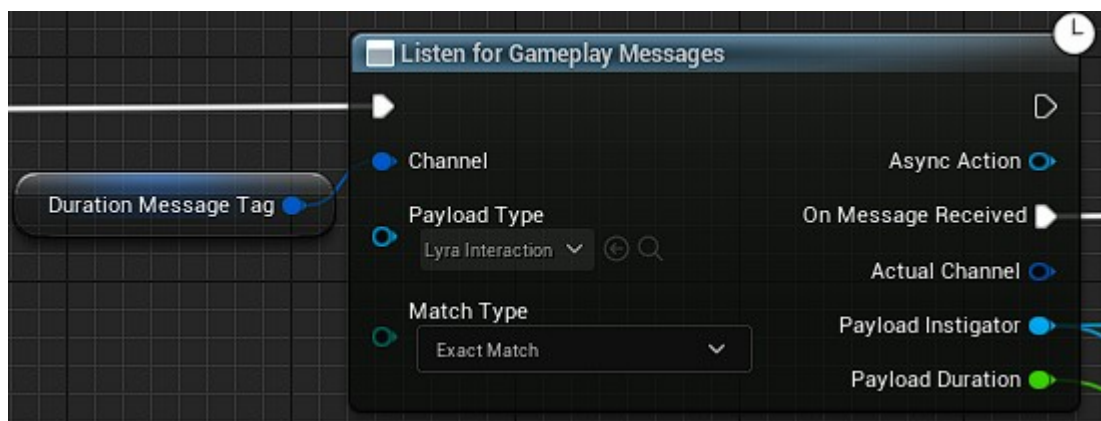 Listen for Gameplay Messages
Channel
Async Action
Duration Message Tag
Payload Type
On Message Received
Lyra Interaction
Actual Channel
Match Type
Payload Instigator
Exact Match
Payload Duration